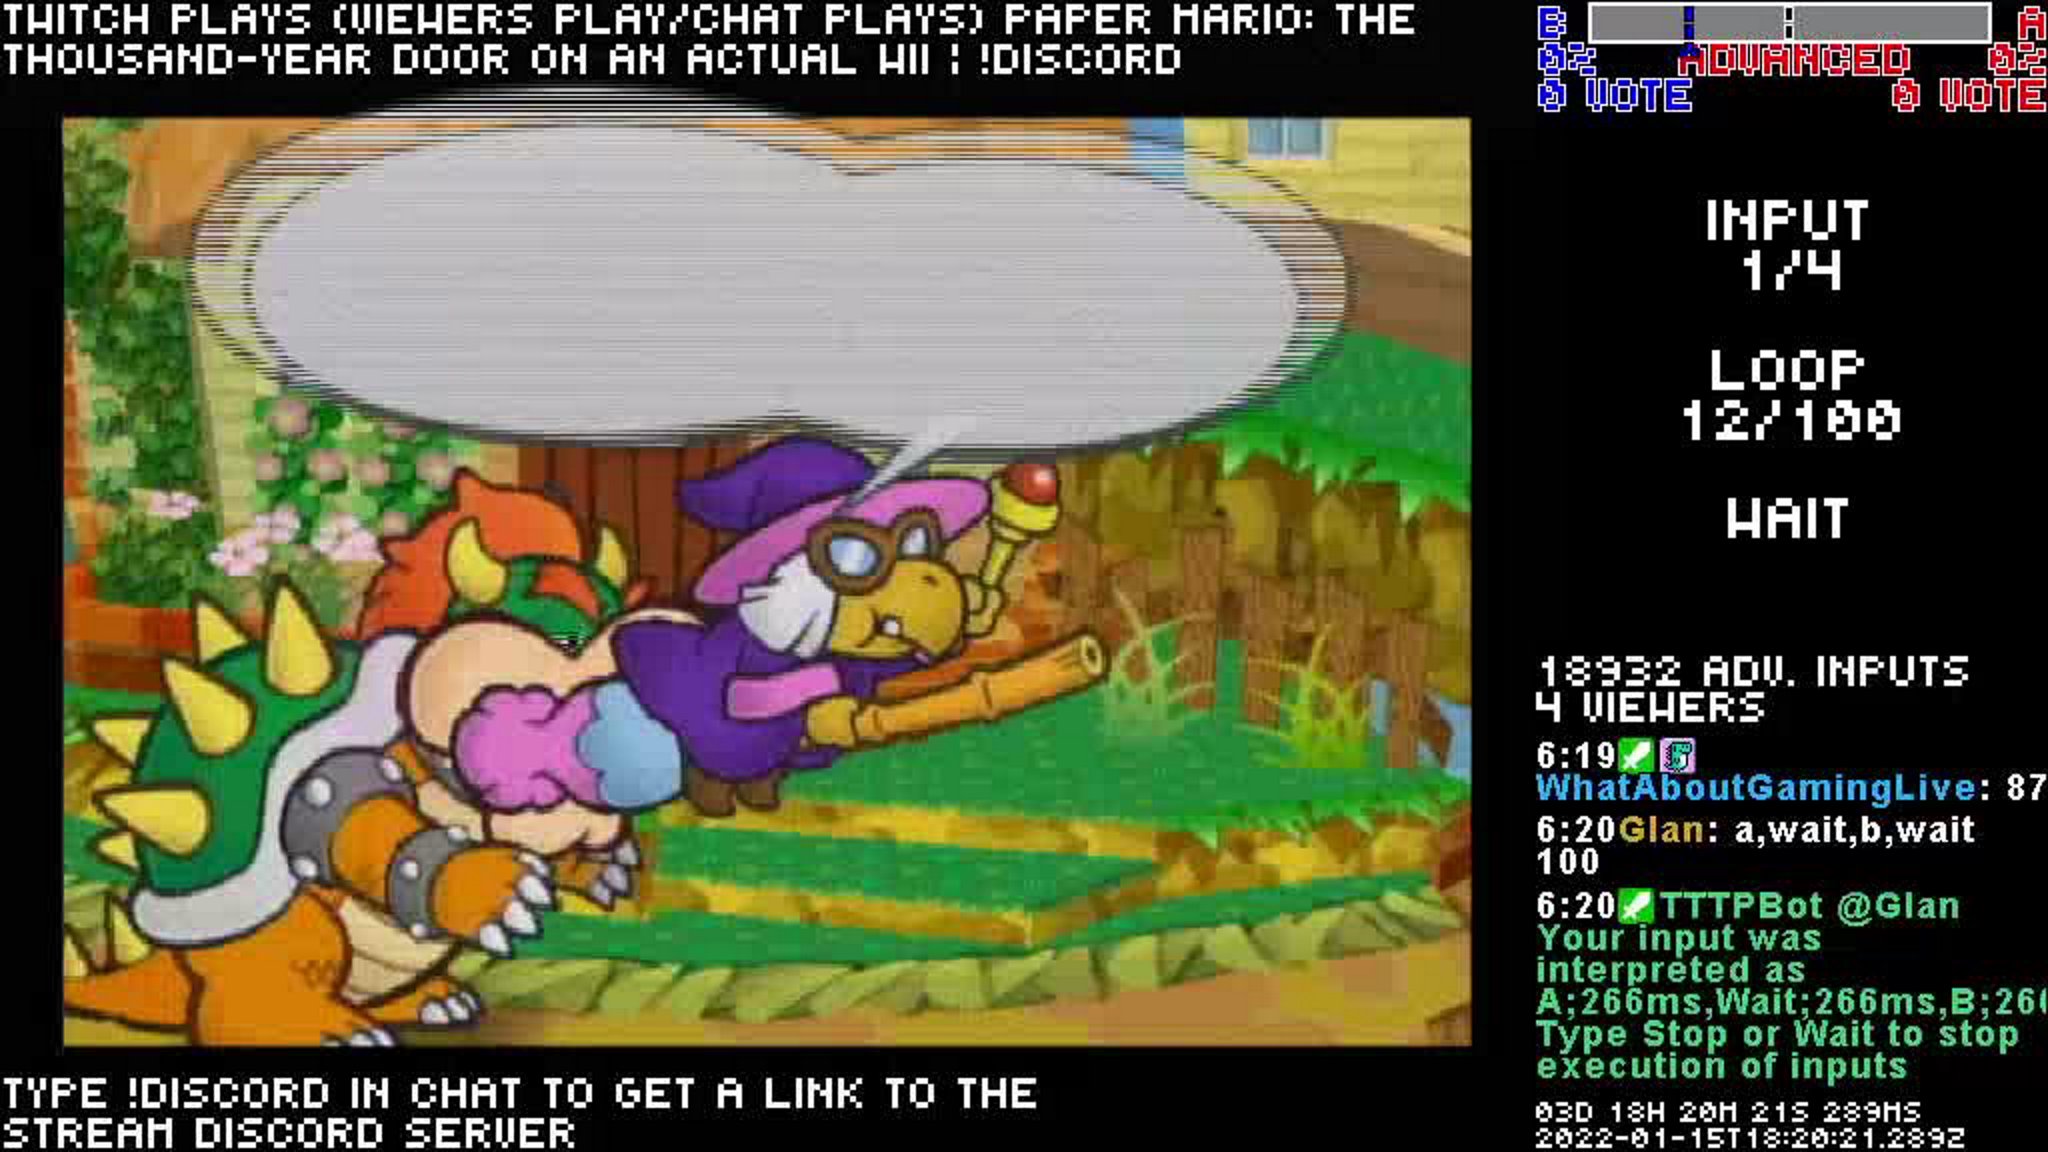 TWITCH PLAYS (VIEWERS PLAY/CHAT PLAYS) PAPER MARIO: THE
THOUSAND-YEAR DOOR ON AN ACTUAL WII ¦ !DISCORD
B A
0% ADVANCED 0%
0 VOTE 0 VOTE
INPUT
1/4
LOOP
12/100
WAIT
18932 ADV. INPUTS
4 VIEWERS
6:19
WhatAboutGamingLive: 87
6:20 Glan: a,wait,b,wait
100
6:20 TTTPBot @Glan
Your input was
interpreted as
A;266ms,Wait;266ms,B;26
Type Stop or Wait to stop
execution of inputs
03D 18H 20M 21S 289MS
2022-01-15T18:20:21.289Z
TYPE !DISCORD IN CHAT TO GET A LINK TO THE
STREAM DISCORD SERVER